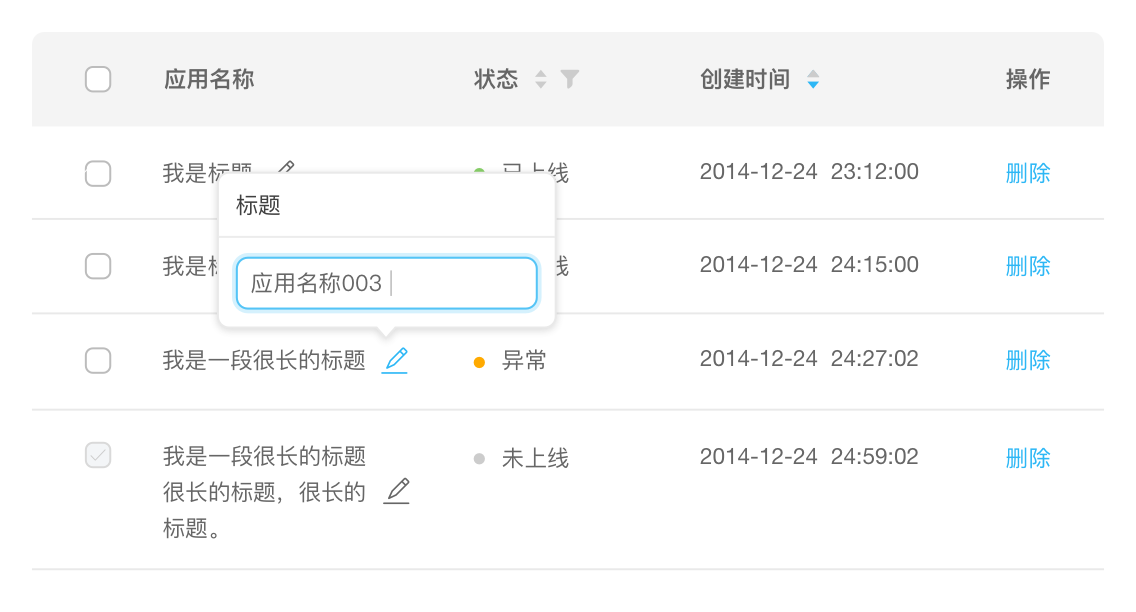 应用名称 状态 创建时间 操作
我是标题 已上线 2014-12-24 23:12:00 删除
标题
我是 线 2014-12-24 24:15:00 删除
应用名称003
我是一段很长的标题 异常 2014-12-24 24:27:02 删除
我是一段很长的标题 未上线 2014-12-24 24:59:02 删除
很长的标题，很长的
标题。